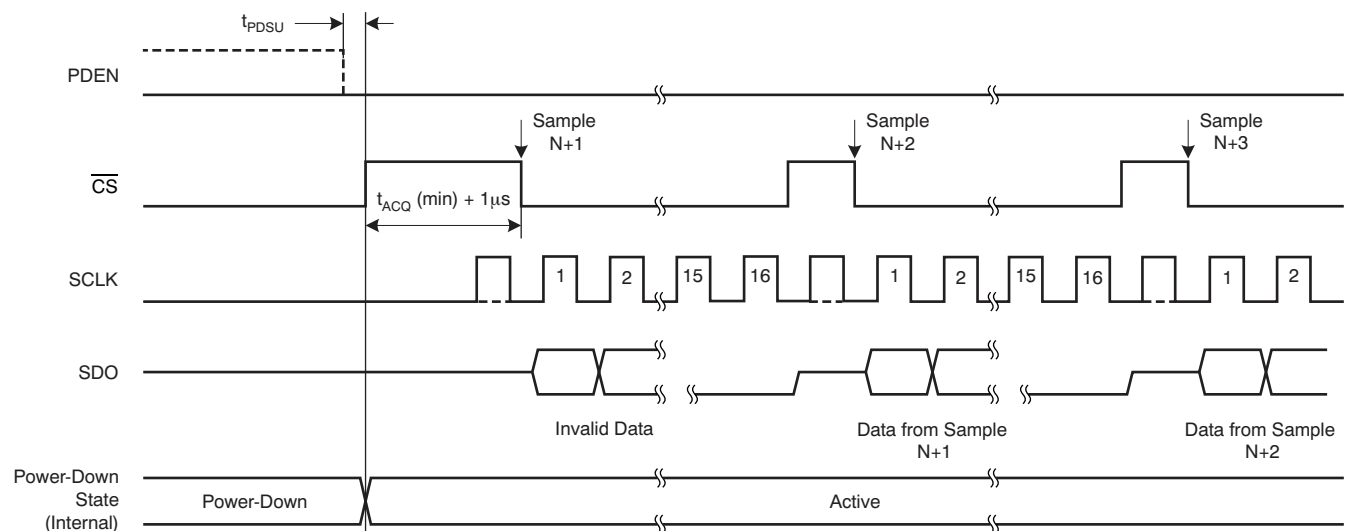 tPDSU
PDEN
Sample
N+1
Sample
N+2
Sample
N+3
CS
tACQ (min) + 1μs
SCLK
1 2 15 16 1 2 15 16 1 2
SDO
Invalid Data
Data from Sample
N+1
Data from Sample
N+2
Power-Down
State
(Internal)
Power-Down
Active